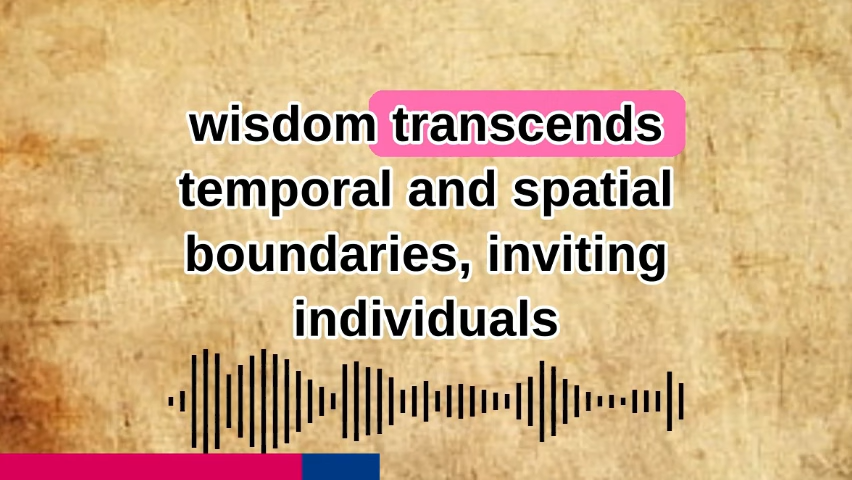 wisdom transcends
temporal and spatial
boundaries, inviting
individuals